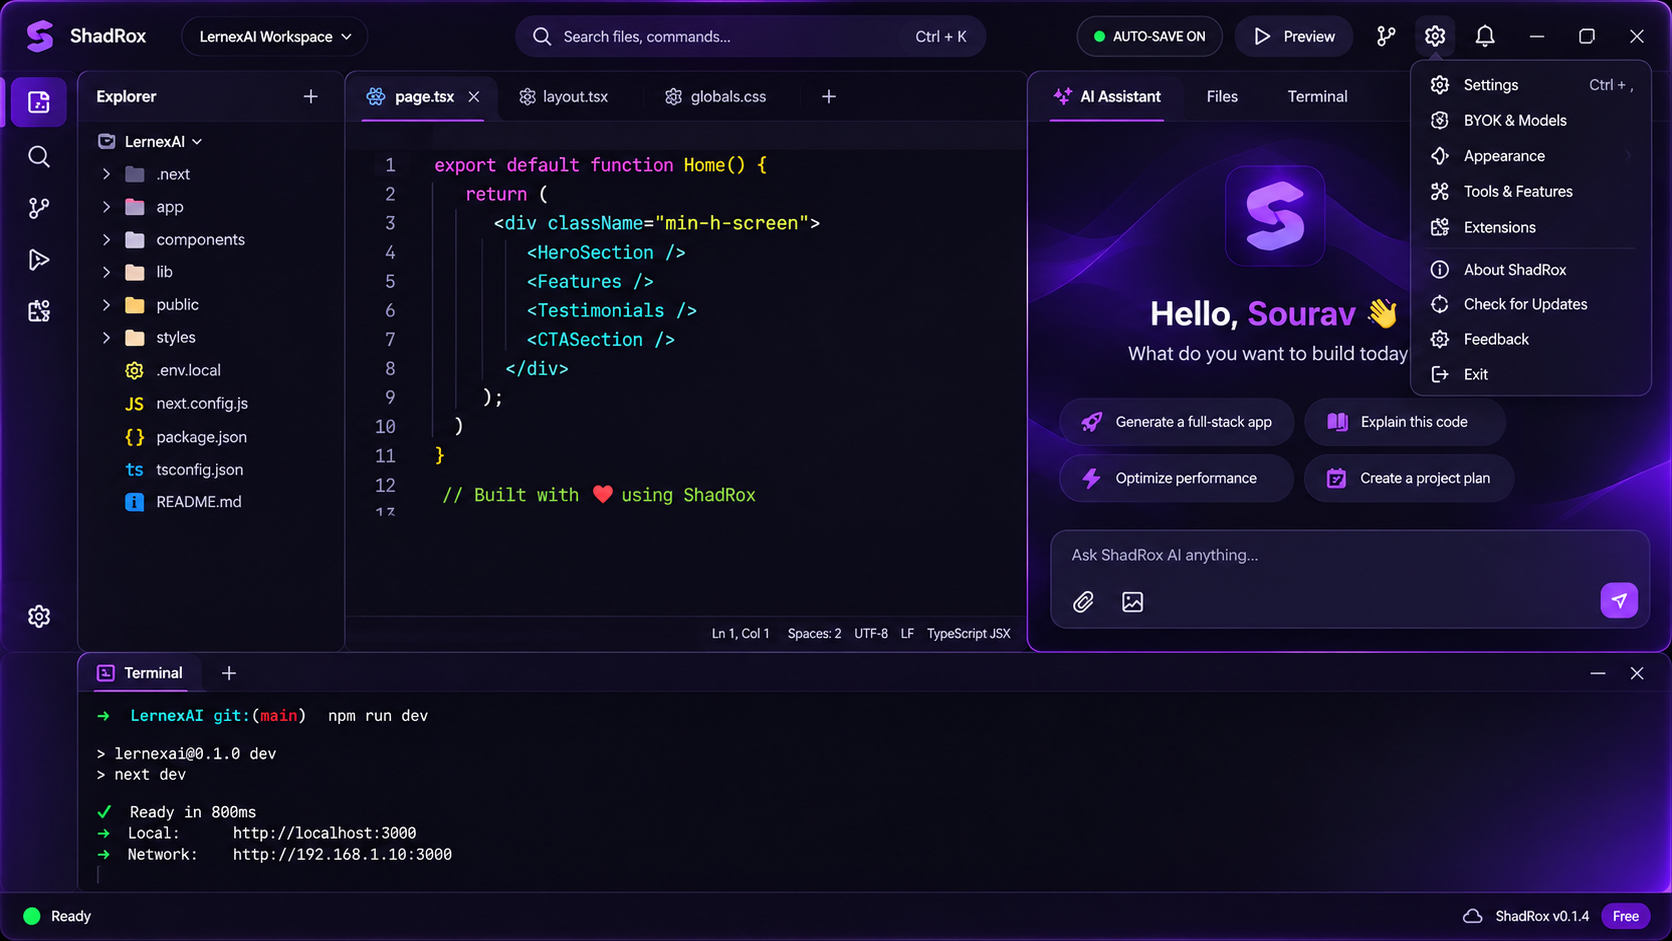 ShadRox
LernexAI Workspace
Search files, commands...
Ctrl + K
AUTO-SAVE ON
Preview
Explorer
LernexAI
.next
app
components
lib
public
styles
.env.local
JS next.config.js
{} package.json
ts tsconfig.json
README.md
page.tsx
layout.tsx
globals.css
1 export default function Home() {
2 return (
3 <div className="min-h-screen">
4 <HeroSection />
5 <Features />
6 <Testimonials />
7 <CTASection />
8 </div>
9 );
10 )
11 }
12 // Built with ❤️ using ShadRox
13
Ln 1, Col 1 Spaces: 2 UTF-8 LF TypeScript JSX
AI Assistant
Files
Terminal
Hello, Sourav 👋
What do you want to build today
Generate a full-stack app
Explain this code
Optimize performance
Create a project plan
Ask ShadRox AI anything...
Settings Ctrl + ,
BYOK & Models
Appearance
Tools & Features
Extensions
About ShadRox
Check for Updates
Feedback
Exit
Terminal
→ LernexAI git:(main) npm run dev
> lernexai@0.1.0 dev
> next dev
✓ Ready in 800ms
→ Local: http://localhost:3000
→ Network: http://192.168.1.10:3000
Ready
ShadRox v0.1.4
Free